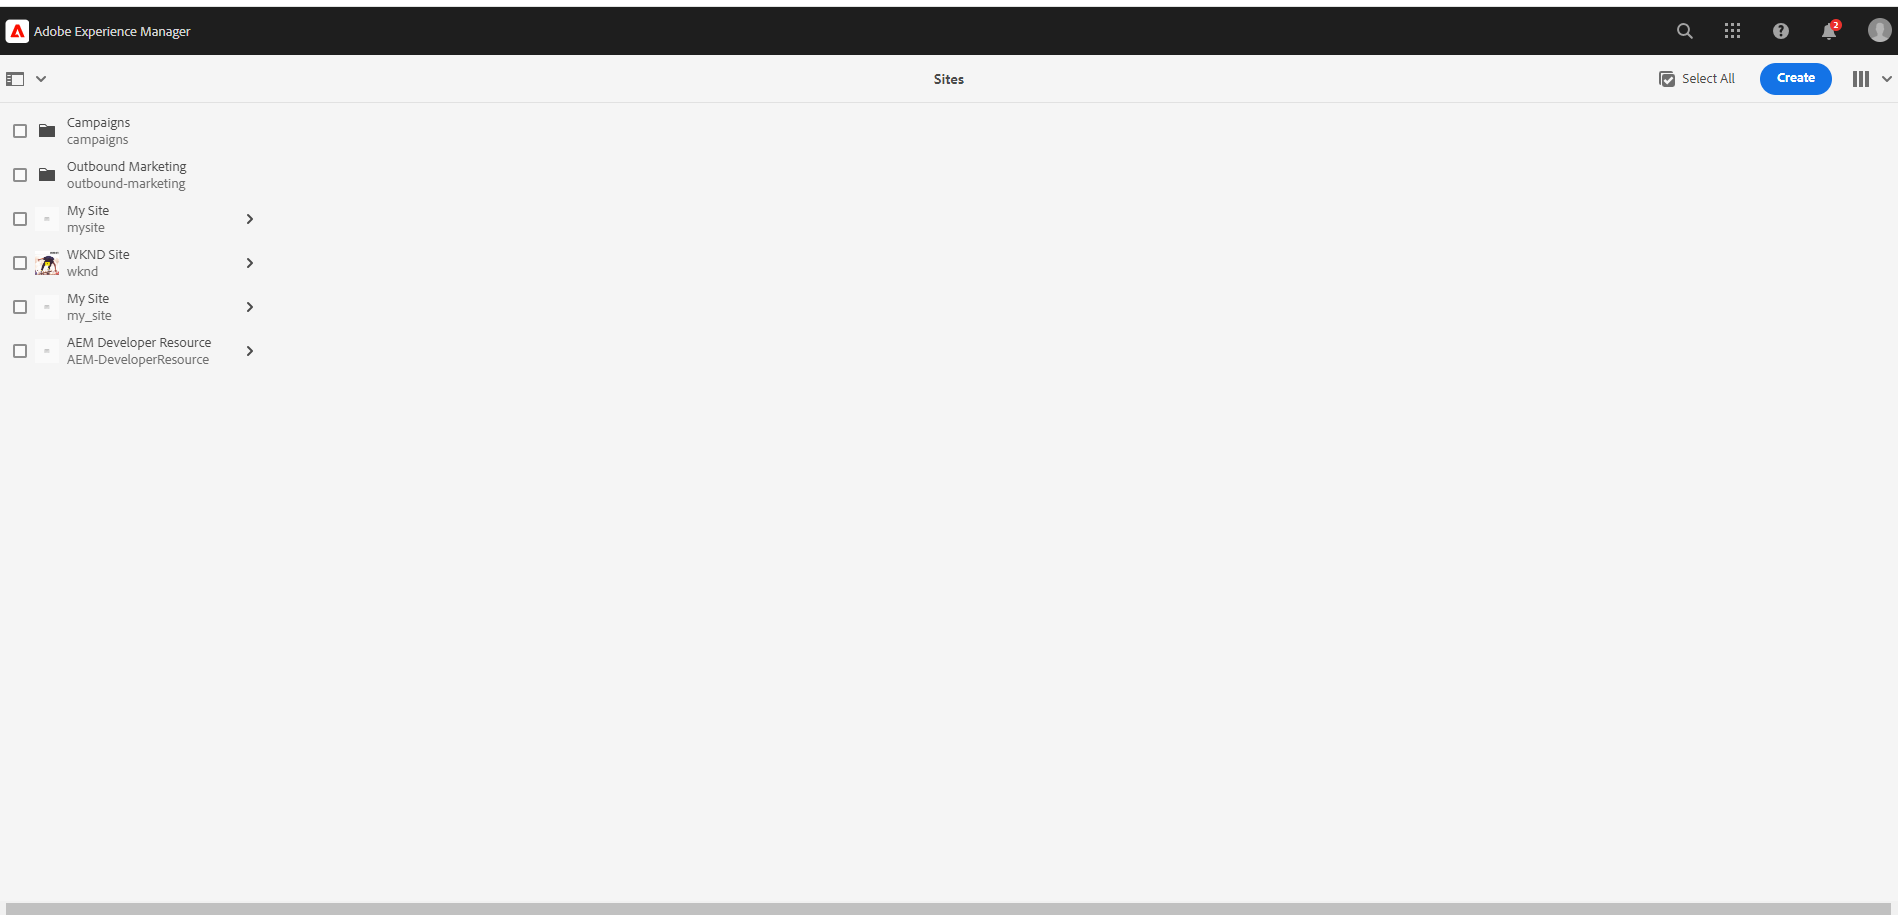 Adobe Experience Manager
2
Sites
Select All
Create
Campaigns
campaigns
Outbound Marketing
outbound-marketing
My Site
mysite
WKND Site
wknd
My Site
my_site
AEM Developer Resource
AEM-DeveloperResource